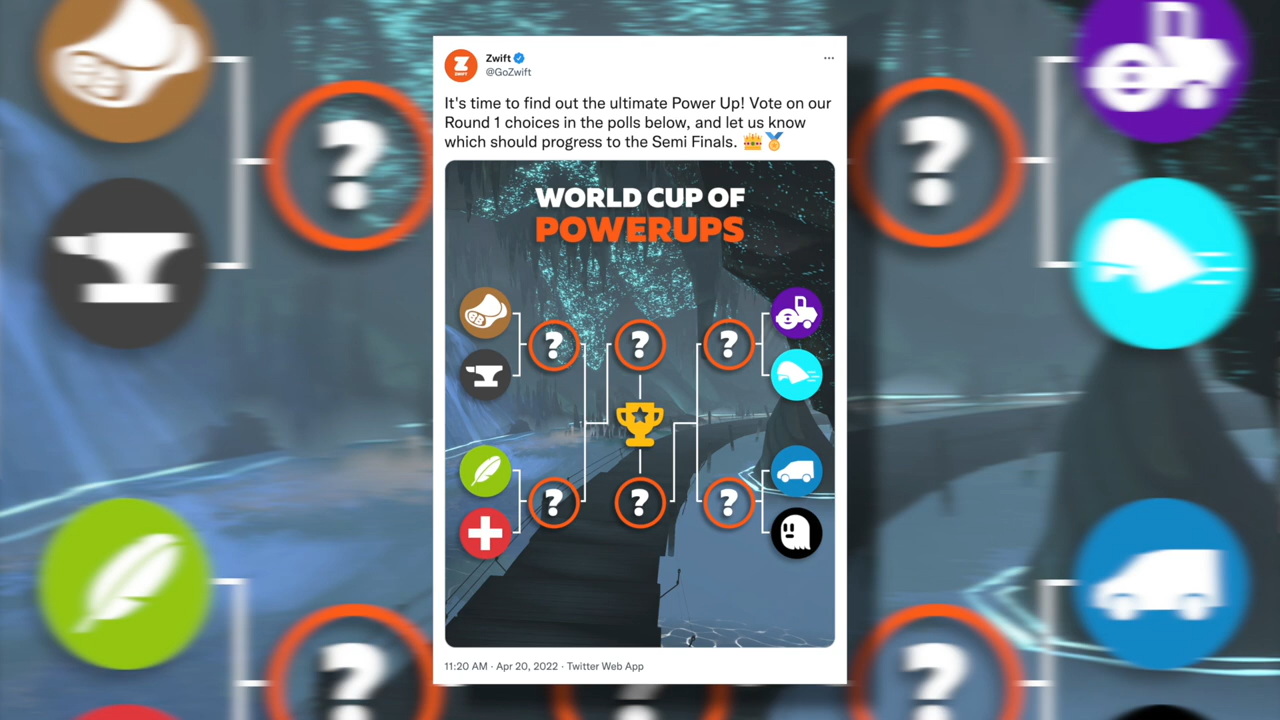 Zwift
@GoZwift
...
It's time to find out the ultimate Power Up! Vote on our
Round 1 choices in the polls below, and let us know
which should progress to the Semi Finals. 👑🏅
WORLD CUP OF
POWERUPS
? ? ?
? ? ?
11:20 AM · Apr 20, 2022 · Twitter Web App